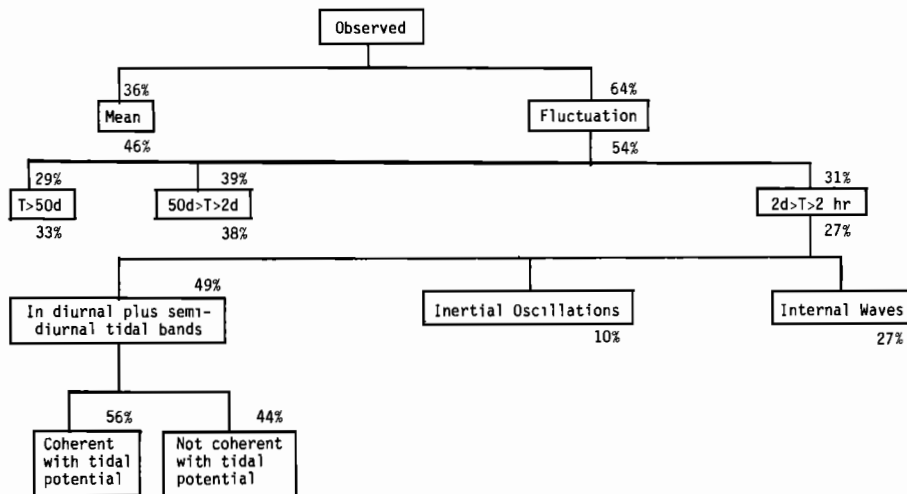 Observed
36%
64%
Mean
Fluctuation
46%
54%
29%
39%
31%
T>50d
50d>T>2d
2d>T>2 hr
33%
38%
27%
49%
In diurnal plus semi-
diurnal tidal bands
Inertial Oscillations
Internal Waves
10%
27%
56%
44%
Coherent
with tidal
potential
Not coherent
with tidal
potential